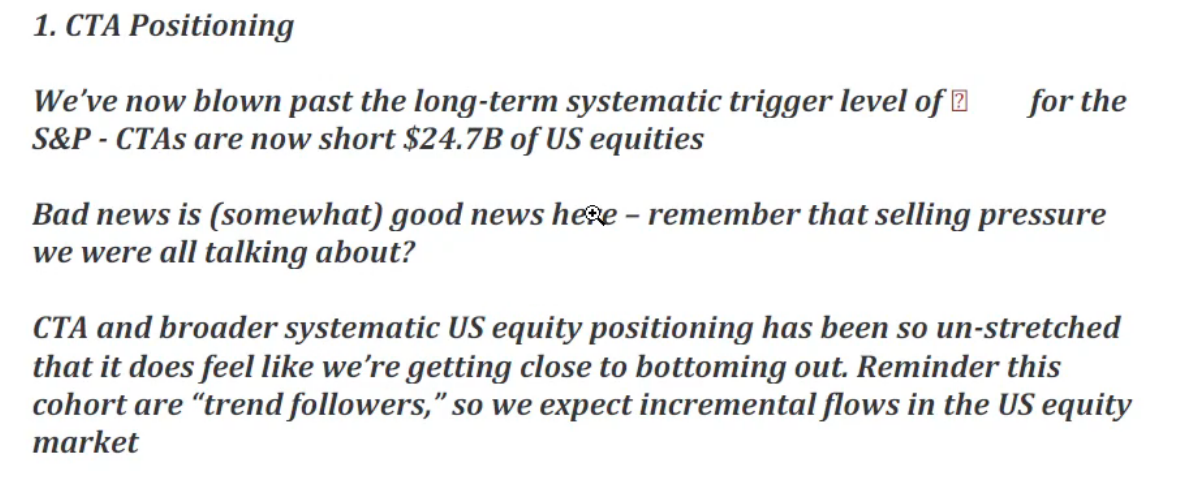 1. CTA Positioning
We’ve now blown past the long-term systematic trigger level of for the
S&P - CTAs are now short $24.7B of US equities
Bad news is (somewhat) good news here – remember that selling pressure
we were all talking about?
CTA and broader systematic US equity positioning has been so un-stretched
that it does feel like we’re getting close to bottoming out. Reminder this
cohort are “trend followers,” so we expect incremental flows in the US equity
market